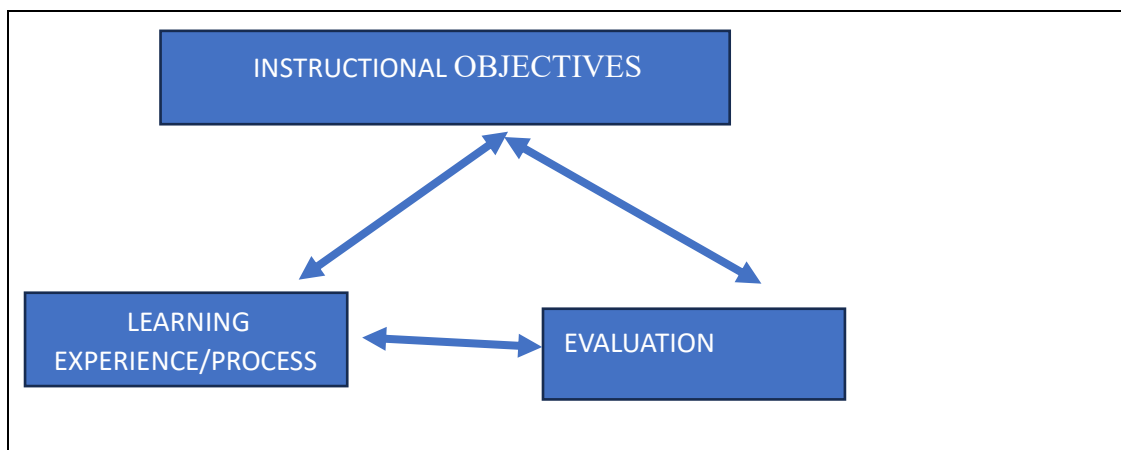 INSTRUCTIONAL OBJECTIVES
LEARNING
EXPERIENCE/PROCESS
EVALUATION